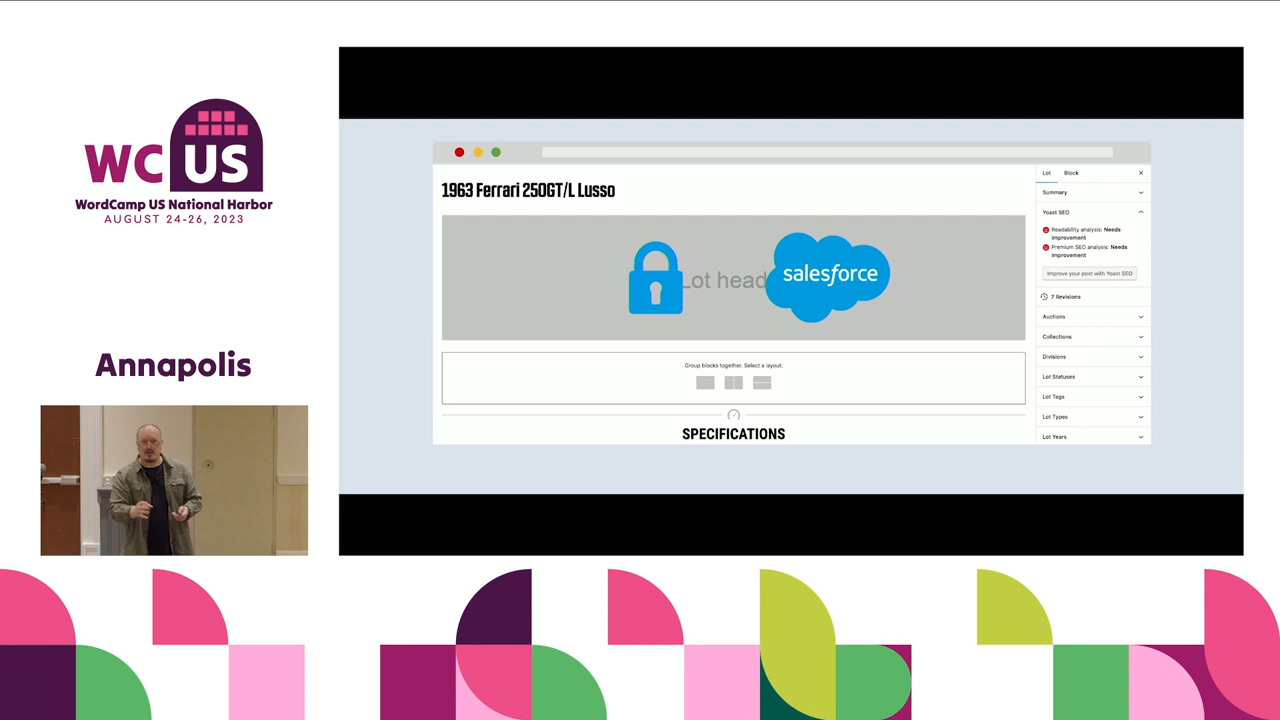 WC US
WordCamp US National Harbor
AUGUST 24-26, 2023
Annapolis
1963 Ferrari 250GT/L Lusso
Lot head
salesforce
Group blocks together. Select a layout:
SPECIFICATIONS
Lot Block
Summary
Yoast SEO
Readability analysis: Needs
improvement
Premium SEO analysis: Needs
improvement
Improve your post with Yoast SEO
7 Revisions
Auctions
Collections
Divisions
Lot Statuses
Lot Tags
Lot Types
Lot Years